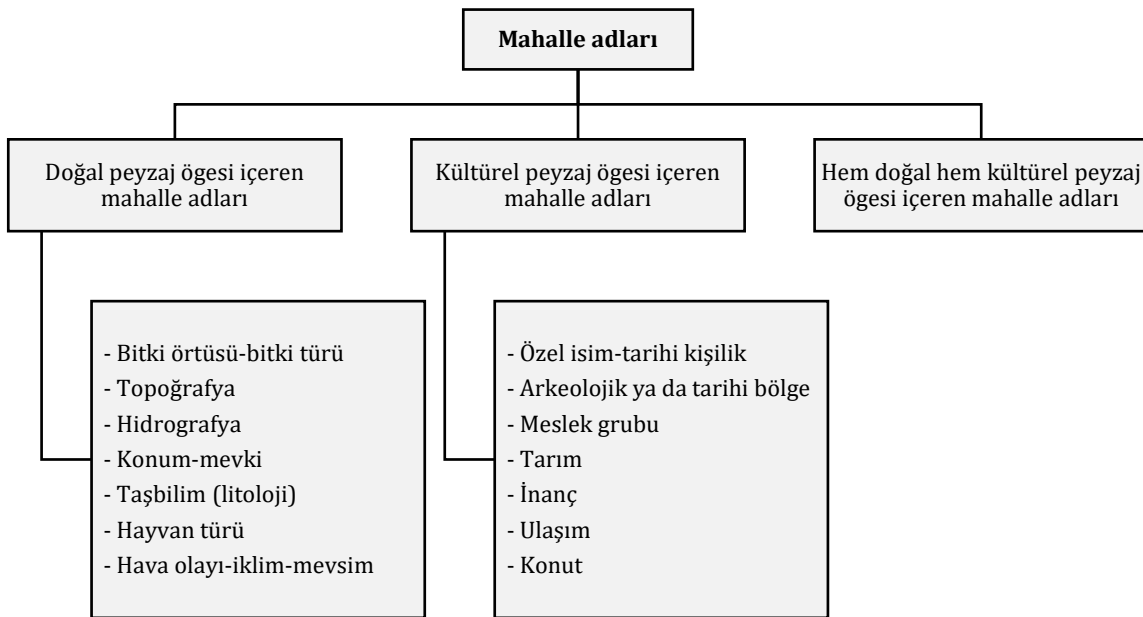 Mahalle adları
Doğal peyzaj ögesi içeren
mahalle adları
Kültürel peyzaj ögesi içeren
mahalle adları
Hem doğal hem kültürel peyzaj
ögesi içeren mahalle adları
- Bitki örtüsü-bitki türü
- Topoğrafya
- Hidrografya
- Konum-mevki
- Taşbilim (litoloji)
- Hayvan türü
- Hava olayı-iklim-mevsim
- Özel isim-tarihi kişilik
- Arkeolojik ya da tarihi bölge
- Meslek grubu
- Tarım
- İnanç
- Ulaşım
- Konut